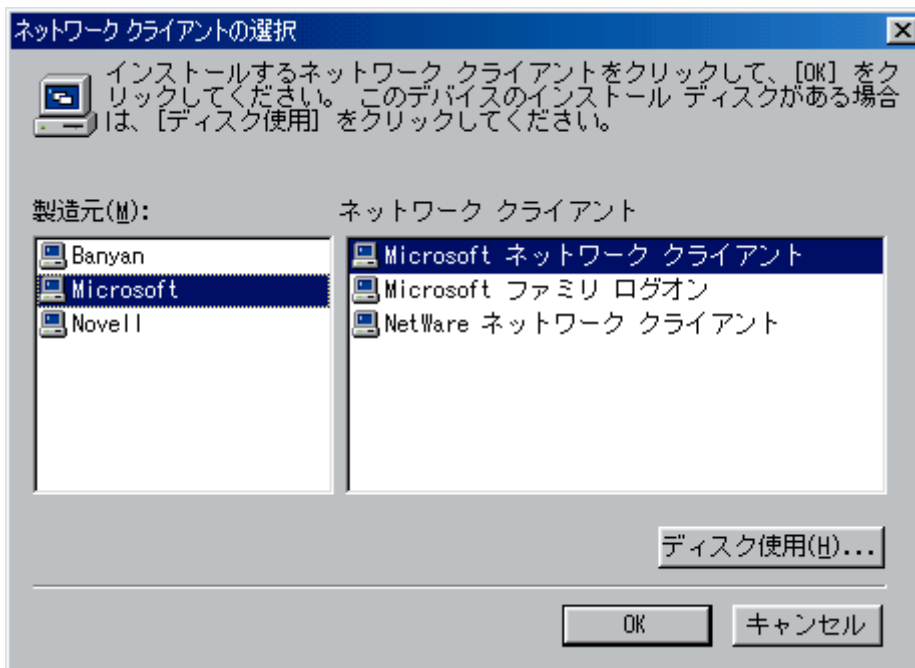 ネットワーク クライアントの選択
インストールするネットワーク クライアントをクリックして、[OK] をク
リックしてください。 このデバイスのインストール ディスクがある場合
は、[ディスク使用] をクリックしてください。
製造元(M):
Banyan
Microsoft
Novell
ネットワーク クライアント
Microsoft ネットワーク クライアント
Microsoft ファミリ ログオン
NetWare ネットワーク クライアント
ディスク使用(H)...
OK
キャンセル